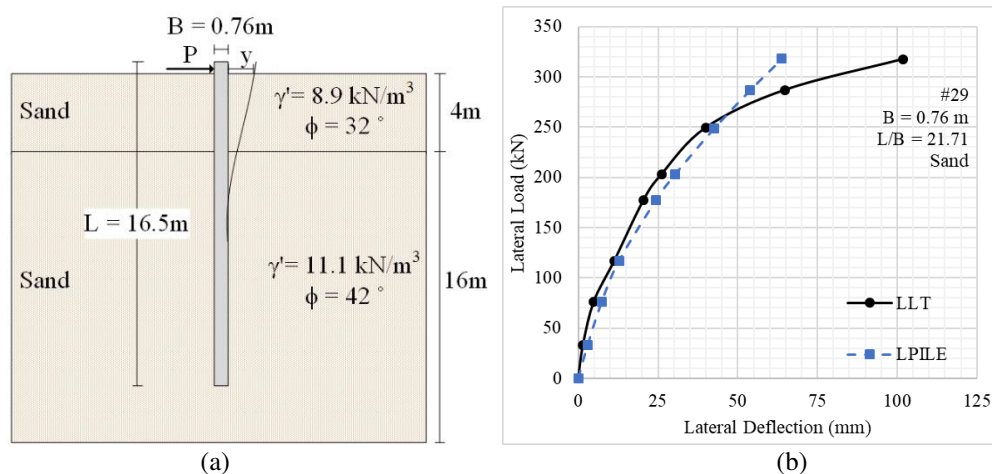 B = 0.76m
P
y
Sand
γ'= 8.9 kN/m³
ϕ = 32 °
4m
L = 16.5m
Sand
γ'= 11.1 kN/m³
ϕ = 42 °
16m
(a)
350
300
250
200
150
100
50
0
Lateral Load (kN)
#29
B = 0.76 m
L/B = 21.71
Sand
LLT
LPILE
0 25 50 75 100 125
Lateral Deflection (mm)
(b)